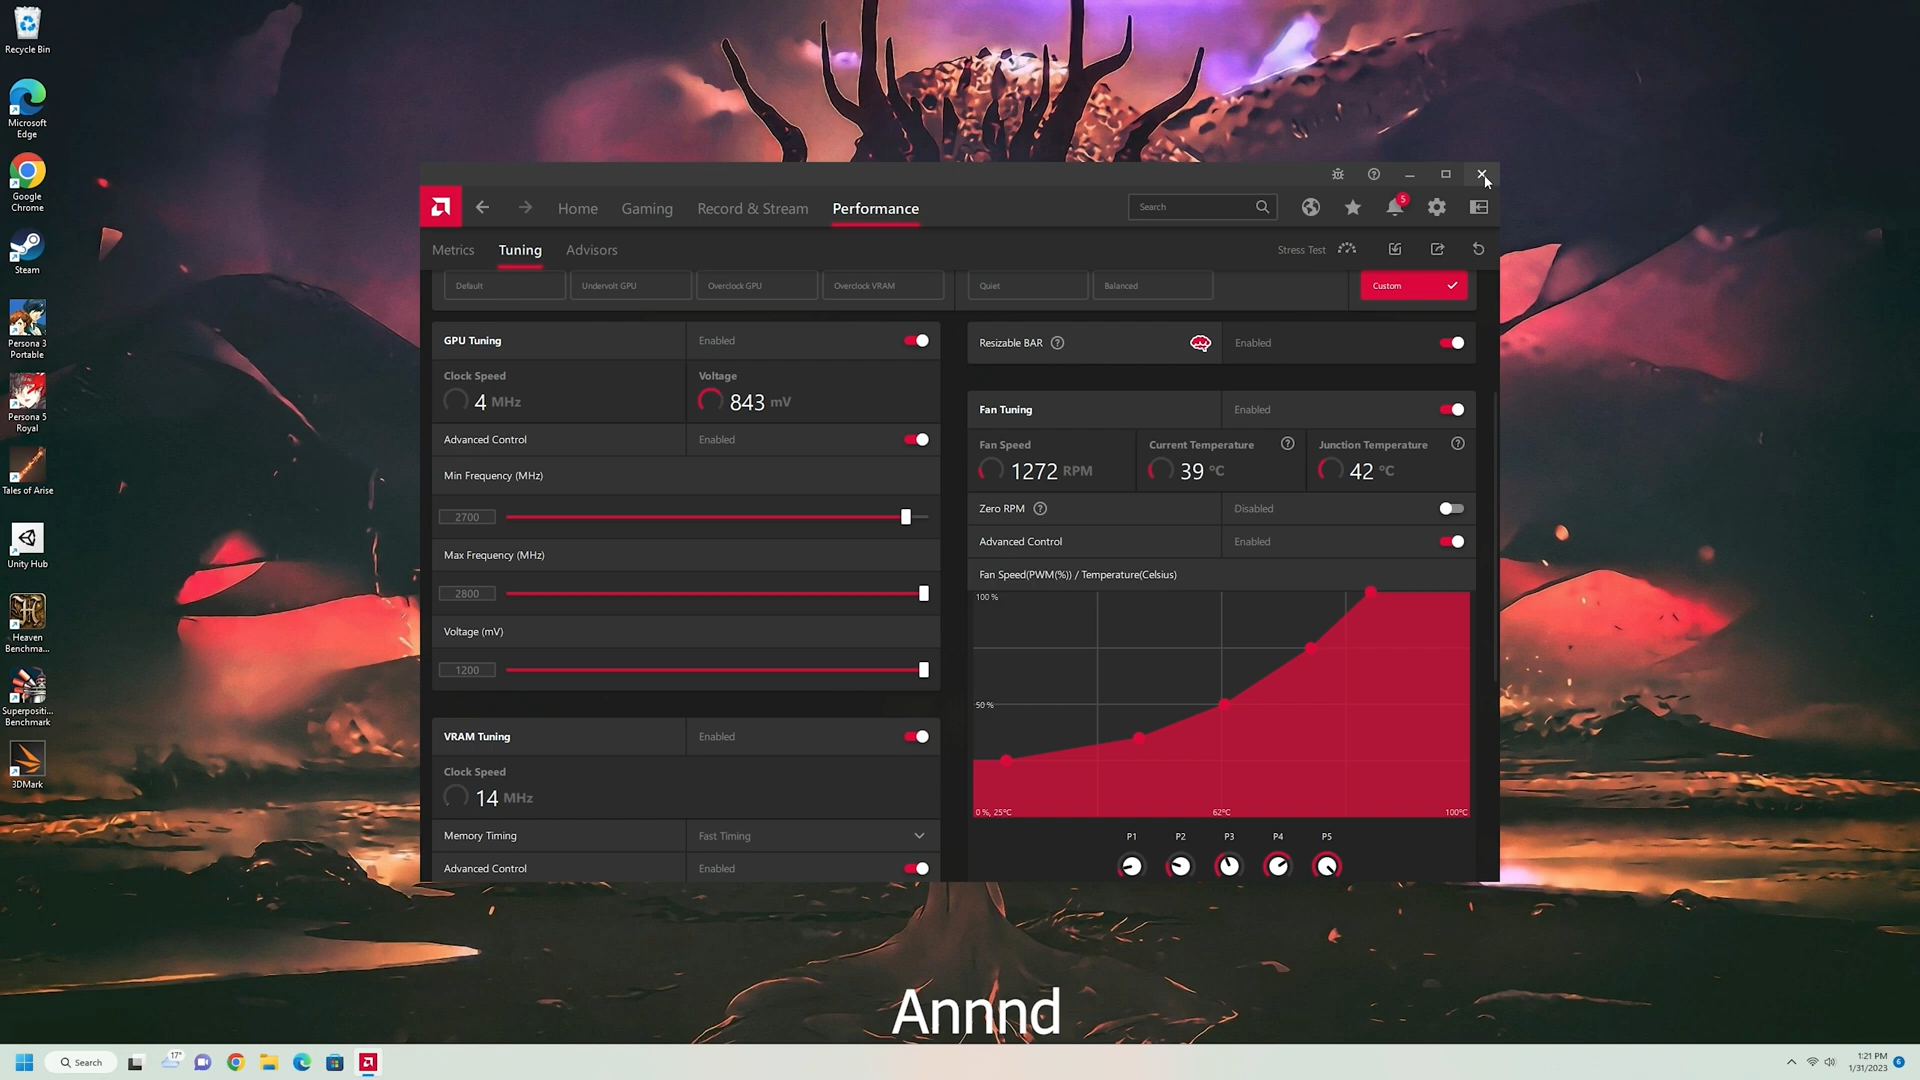 Recycle Bin
Microsoft
Edge
Google
Chrome
Steam
Persona 3
Portable
Persona 5
Royal
Tales of Arise
Unity Hub
Heaven
Benchma...
Superpositi...
Benchmark
3DMark
Home
Gaming
Record & Stream
Performance
Search
5
Metrics
Tuning
Advisors
Stress Test
Default
Undervolt GPU
Overclock GPU
Overclock VRAM
Quiet
Balanced
Custom
GPU Tuning
Enabled
Clock Speed
4 MHz
Voltage
843 mV
Advanced Control
Enabled
Min Frequency (MHz)
2700
Max Frequency (MHz)
2800
Voltage (mV)
1200
VRAM Tuning
Enabled
Clock Speed
14 MHz
Memory Timing
Fast Timing
Advanced Control
Enabled
Resizable BAR
Enabled
Fan Tuning
Enabled
Fan Speed
1272 RPM
Current Temperature
39 °C
Junction Temperature
42 °C
Zero RPM
Disabled
Advanced Control
Enabled
Fan Speed(PWM(%)) / Temperature(Celsius)
100 %
50 %
0 %, 25°C
62°C
100°C
P1
P2
P3
P4
P5
Annnd
Search
17°
1:21 PM
1/31/2023
6